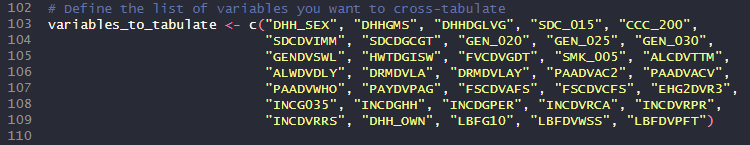 102 # Define the list of variables you want to cross-tabulate
103 variables_to_tabulate <- c("DHH_SEX", "DHHGMS", "DHHDGLVG", "SDC_015", "CCC_200",
104 "SDCDVIMM", "SDCDGCGT", "GEN_020", "GEN_025", "GEN_030",
105 "GENDVSWL", "HWTDGISW", "FVCDVGDT", "SMK_005", "ALCDVTTM",
106 "ALWDVDLY", "DRMDVLA", "DRMDVLAY", "PAADVAC2", "PAADVACV",
107 "PAADVWHO", "PAYDVPAG", "FSCDVAFS", "FSCDVCFS", "EHG2DVR3",
108 "INCG035", "INCDGHH", "INCDGPER", "INCDVRCA", "INCDVRPR",
109 "INCDVRRS", "DHH_OWN", "LBFG10", "LBFDVWSS", "LBFDVPFT")
110